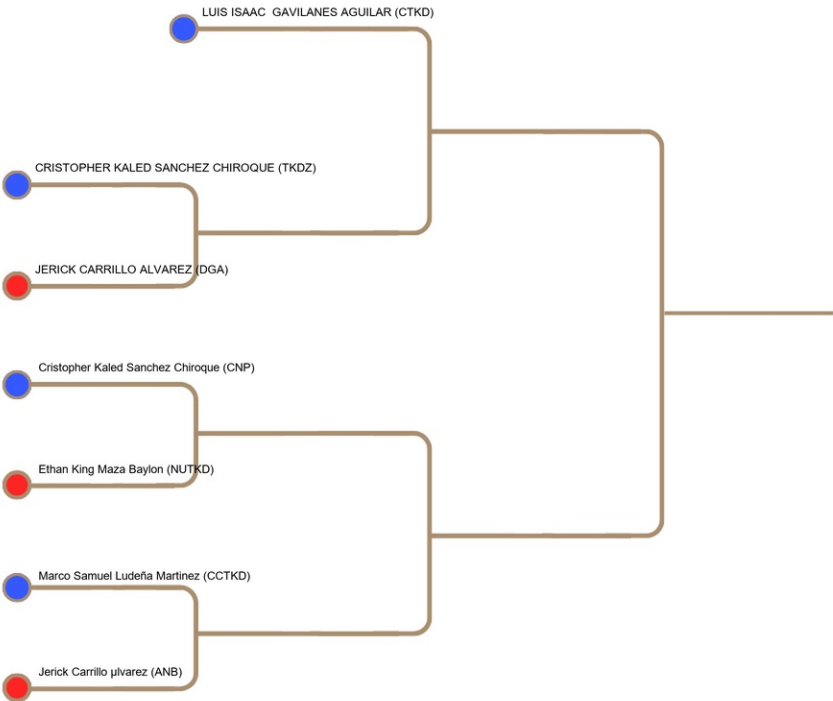 LUIS ISAAC  GAVILANES AGUILAR (CTKD)
CRISTOPHER KALED SANCHEZ CHIROQUE (TKDZ)
JERICK CARRILLO ALVAREZ (DGA)
Cristopher Kaled Sanchez Chiroque (CNP)
Ethan King Maza Baylon (NUTKD)
Marco Samuel Ludeña Martinez (CCTKD)
Jerick Carrillo µlvarez (ANB)